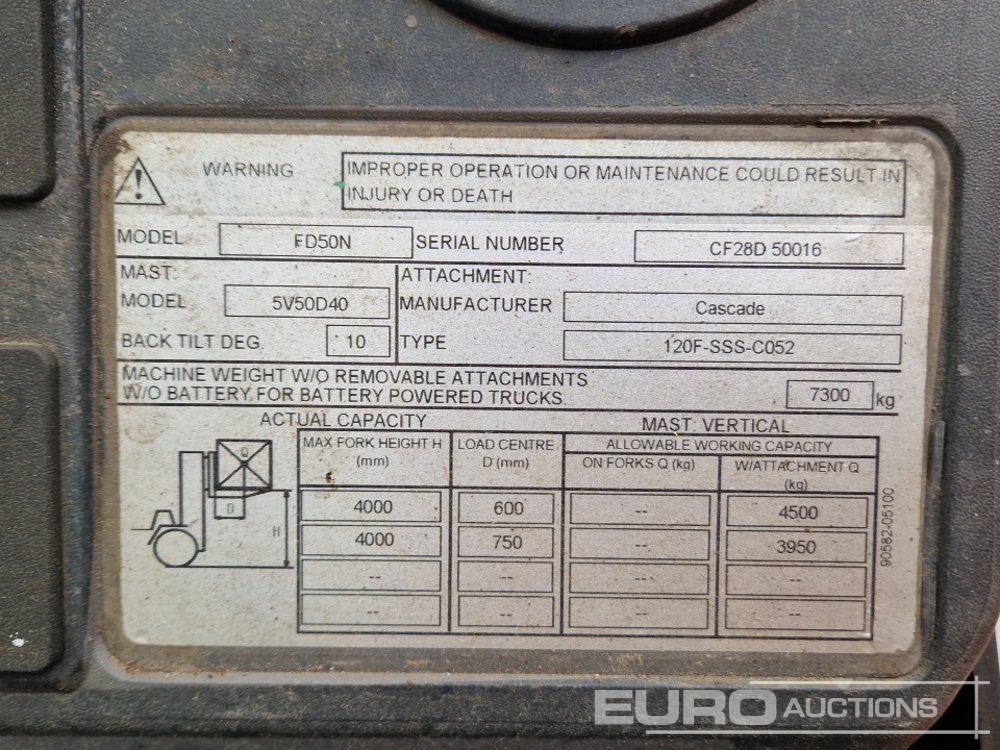 WARNING
IMPROPER OPERATION OR MAINTENANCE COULD RESULT IN
INJURY OR DEATH
MODEL FD50N SERIAL NUMBER CF28D 50016
MAST: ATTACHMENT:
MODEL 5V50D40 MANUFACTURER Cascade
BACK TILT DEG. 10 TYPE 120F-SSS-C052
MACHINE WEIGHT W/O REMOVABLE ATTACHMENTS
W/O BATTERY, FOR BATTERY POWERED TRUCKS. 7300 kg
ACTUAL CAPACITY MAST: VERTICAL
MAX FORK HEIGHT H LOAD CENTRE ALLOWABLE WORKING CAPACITY
(mm) D (mm) ON FORKS Q (kg) W/ATTACHMENT Q
(kg)
4000 600 -- 4500
4000 750 -- 3950
-- -- -- --
-- -- -- --
Q
D
H
90582-05100
EURO AUCTIONS